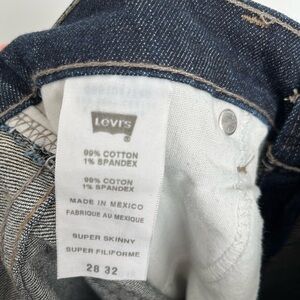 Levi's
99% COTTON
1% SPANDEX
99% COTON
1% SPANDEX
MADE IN MEXICO
FABRIQUE AU MEXIQUE
SUPER SKINNY
SUPER FILIFORME
28 32